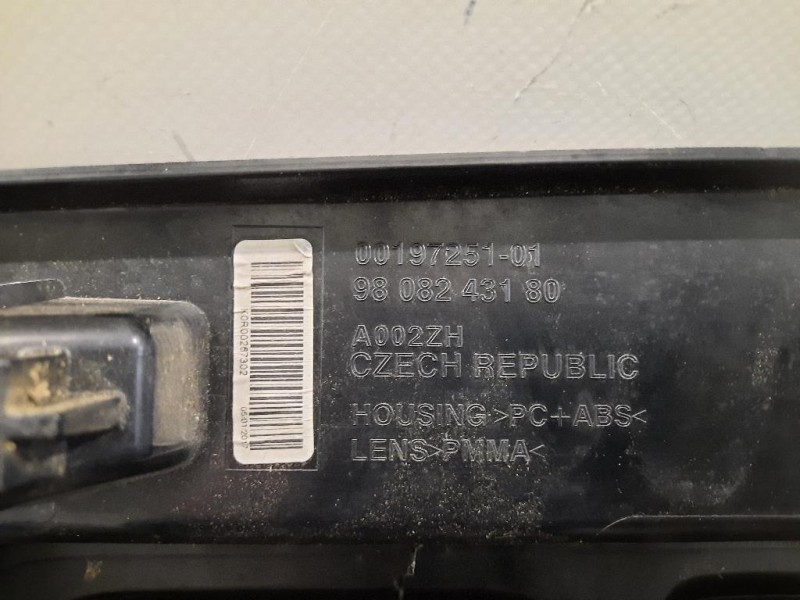 00197251-01
98 082 431 80
A002ZH
CZECH REPUBLIC
HOUSING>PC+ABS<
LENS>PMMA<